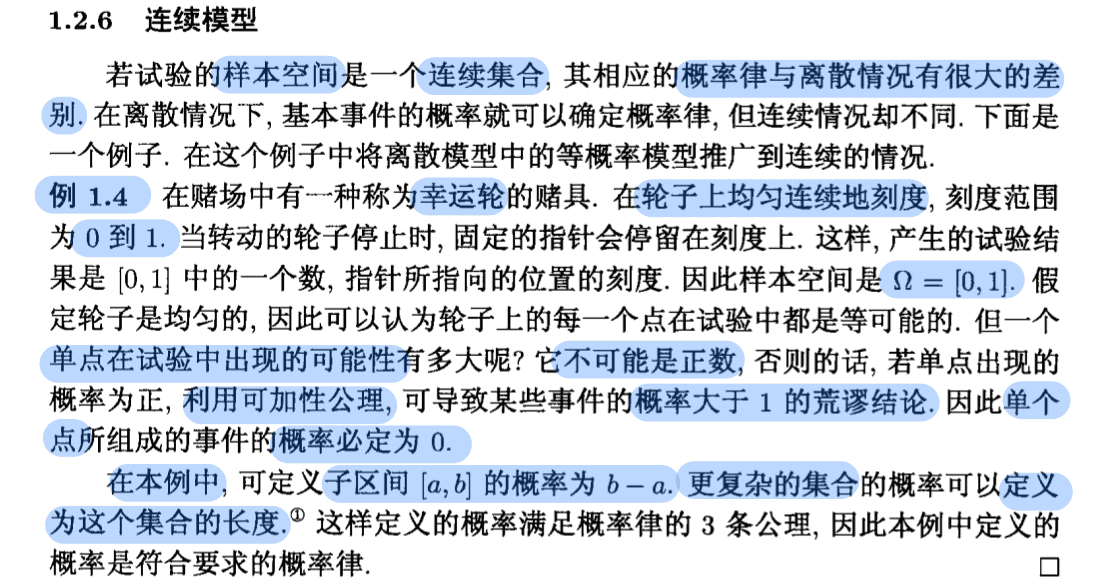 1.2.6 连续模型
若试验的样本空间是一个连续集合, 其相应的概率律与离散情况有很大的差
别. 在离散情况下, 基本事件的概率就可以确定概率律, 但连续情况却不同. 下面是
一个例子. 在这个例子中将离散模型中的等概率模型推广到连续的情况.
例 1.4 在赌场中有一种称为幸运轮的赌具. 在轮子上均匀连续地刻度, 刻度范围
为 0 到 1. 当转动的轮子停止时, 固定的指针会停留在刻度上. 这样, 产生的试验结
果是 [0, 1] 中的一个数, 指针所指向的位置的刻度. 因此样本空间是 Ω = [0, 1]. 假
定轮子是均匀的, 因此可以认为轮子上的每一个点在试验中都是等可能的. 但一个
单点在试验中出现的可能性有多大呢? 它不可能是正数, 否则的话, 若单点出现的
概率为正, 利用可加性公理, 可导致某些事件的概率大于 1 的荒谬结论. 因此单个
点所组成的事件的概率必定为 0.
在本例中, 可定义子区间 [a, b] 的概率为 b − a. 更复杂的集合的概率可以定义
为这个集合的长度.① 这样定义的概率满足概率律的 3 条公理, 因此本例中定义的
概率是符合要求的概率律. □